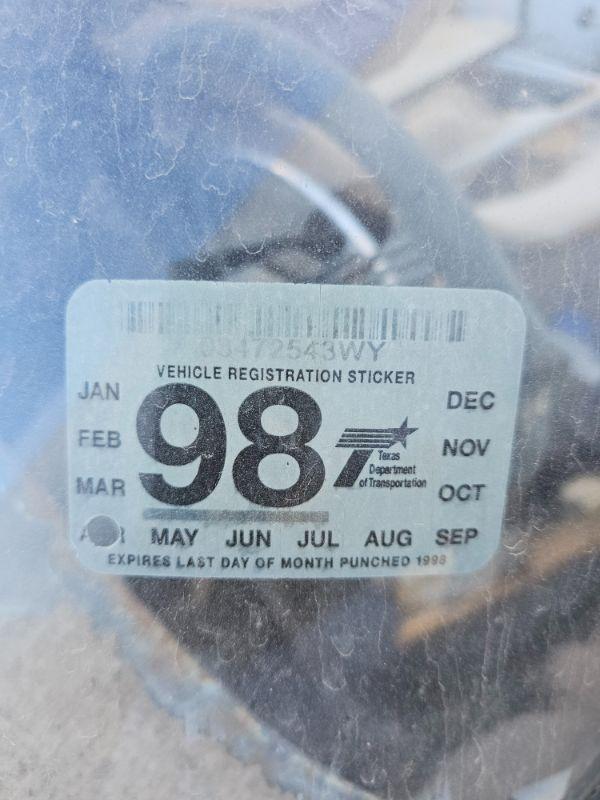 03472543WY
VEHICLE REGISTRATION STICKER
JAN
FEB
MAR
98
Texas
Department
of Transportation
DEC
NOV
OCT
MAY JUN JUL AUG SEP
EXPIRES LAST DAY OF MONTH PUNCHED 1998